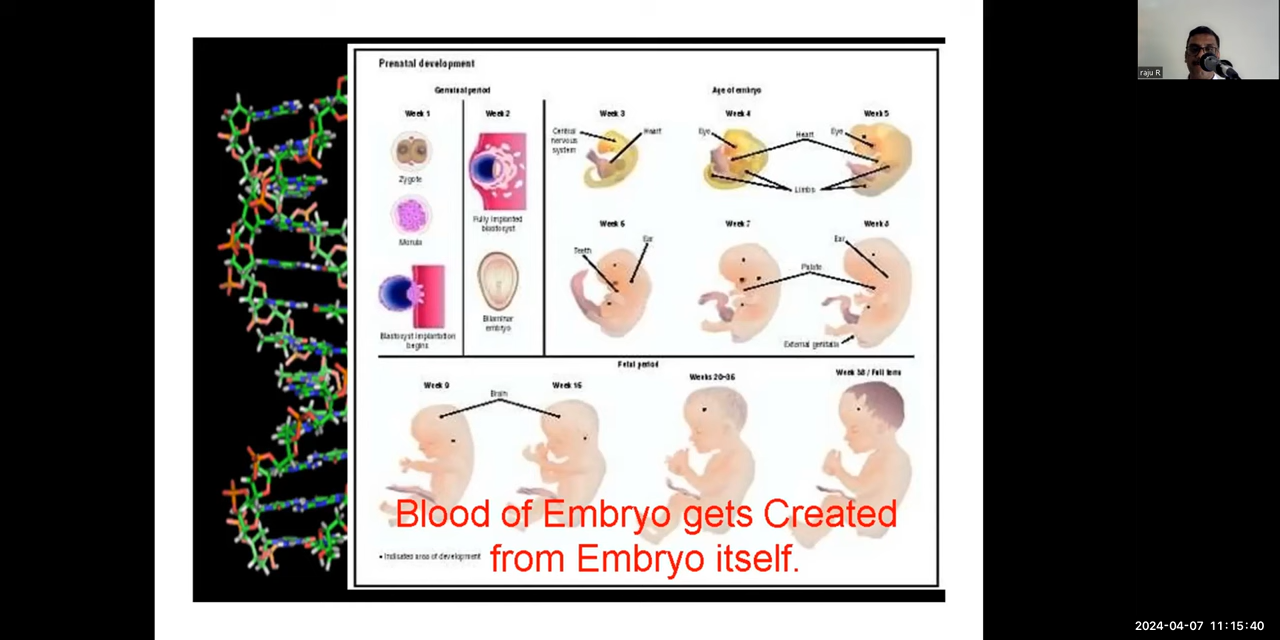 Prenatal development
Germinal period
Age of embryo
Week 1
Week 2
Week 3
Week 4
Week 5
Central
nervous
system
Heart
Eye
Heart
Eye
Zygote
Limbs
Fully implanted
blastocyst
Week 6
Week 7
Week 8
Morula
Teeth
Ear
Ear
Palate
Bilaminar
embryo
Blastocyst implantation
begins
External genitalia
Fetal period
Week 9
Week 16
Weeks 20-36
Week 38 / Full term
Brain
Blood of Embryo gets Created
from Embryo itself.
• Indicates area of development
raju R
2024-04-07 11:15:40